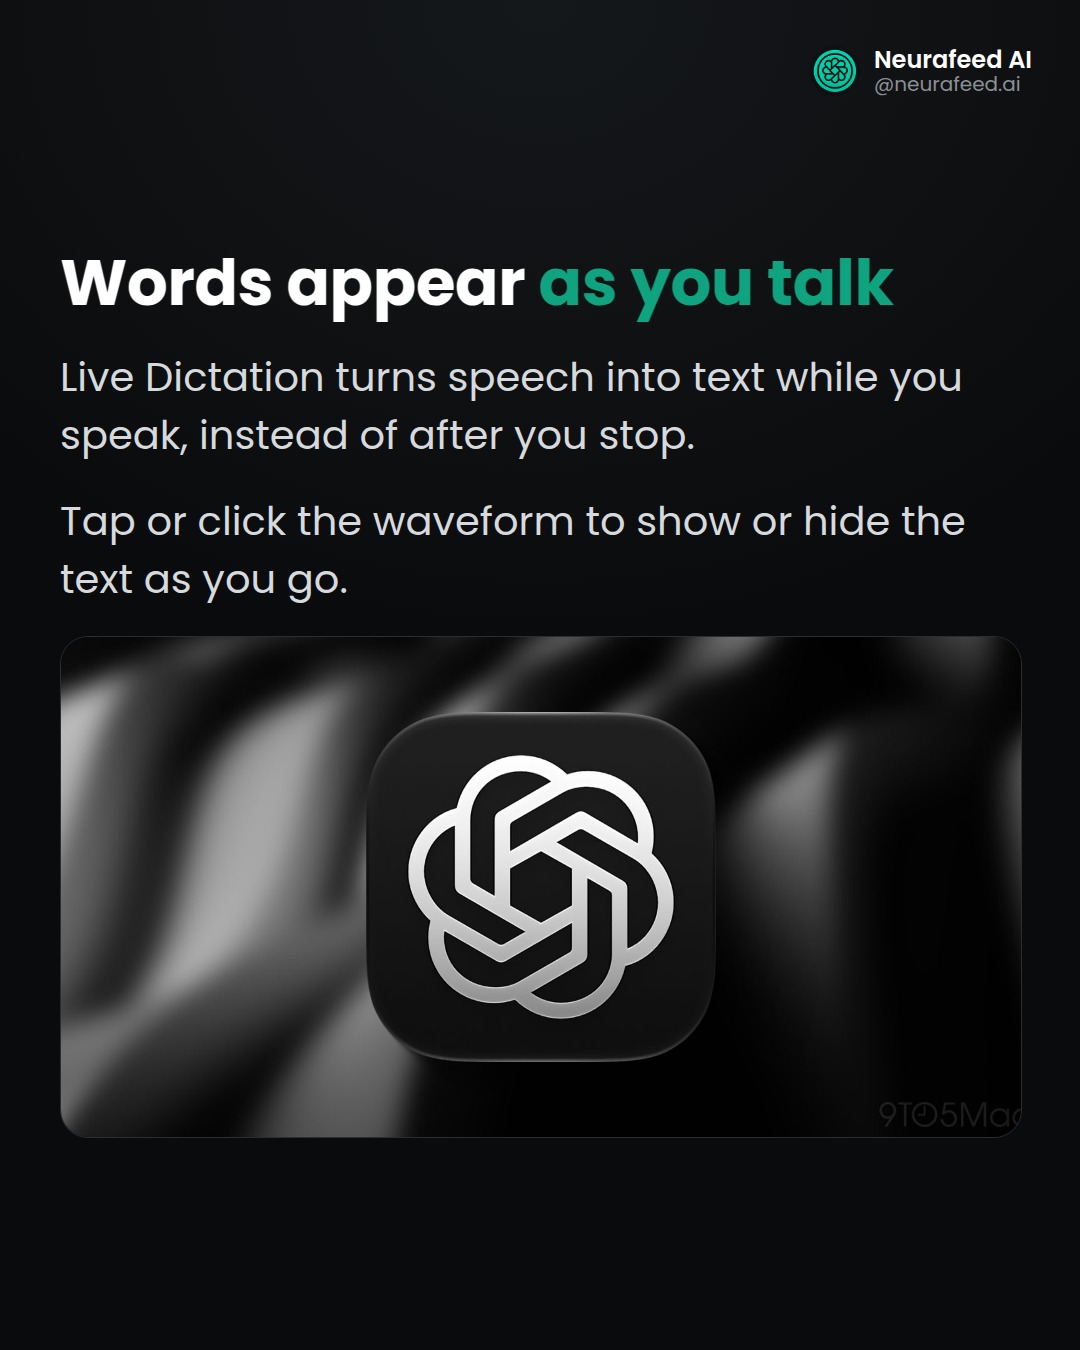 Neurafeed AI
@neurafeed.ai
Words appear as you talk
Live Dictation turns speech into text while you
speak, instead of after you stop.
Tap or click the waveform to show or hide the
text as you go.
9TO5Mac